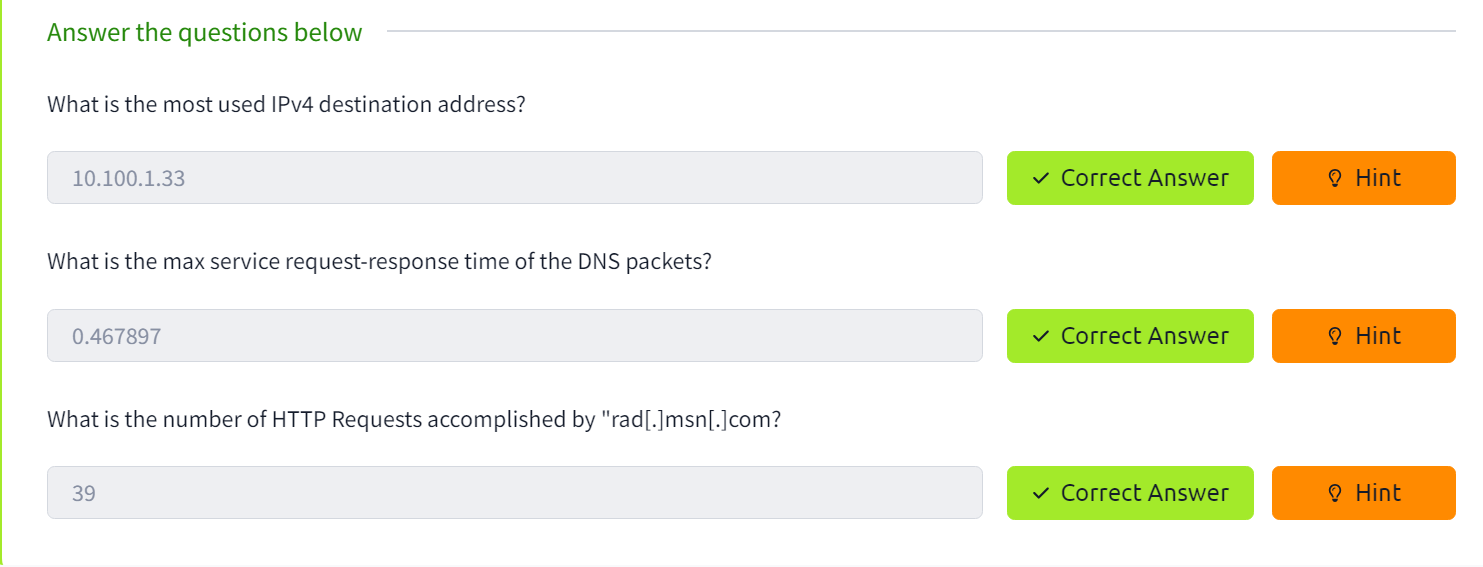 Answer the questions below
What is the most used IPv4 destination address?
10.100.1.33
Correct Answer
Hint
What is the max service request-response time of the DNS packets?
0.467897
Correct Answer
Hint
What is the number of HTTP Requests accomplished by "rad[.]msn[.]com?
39
Correct Answer
Hint